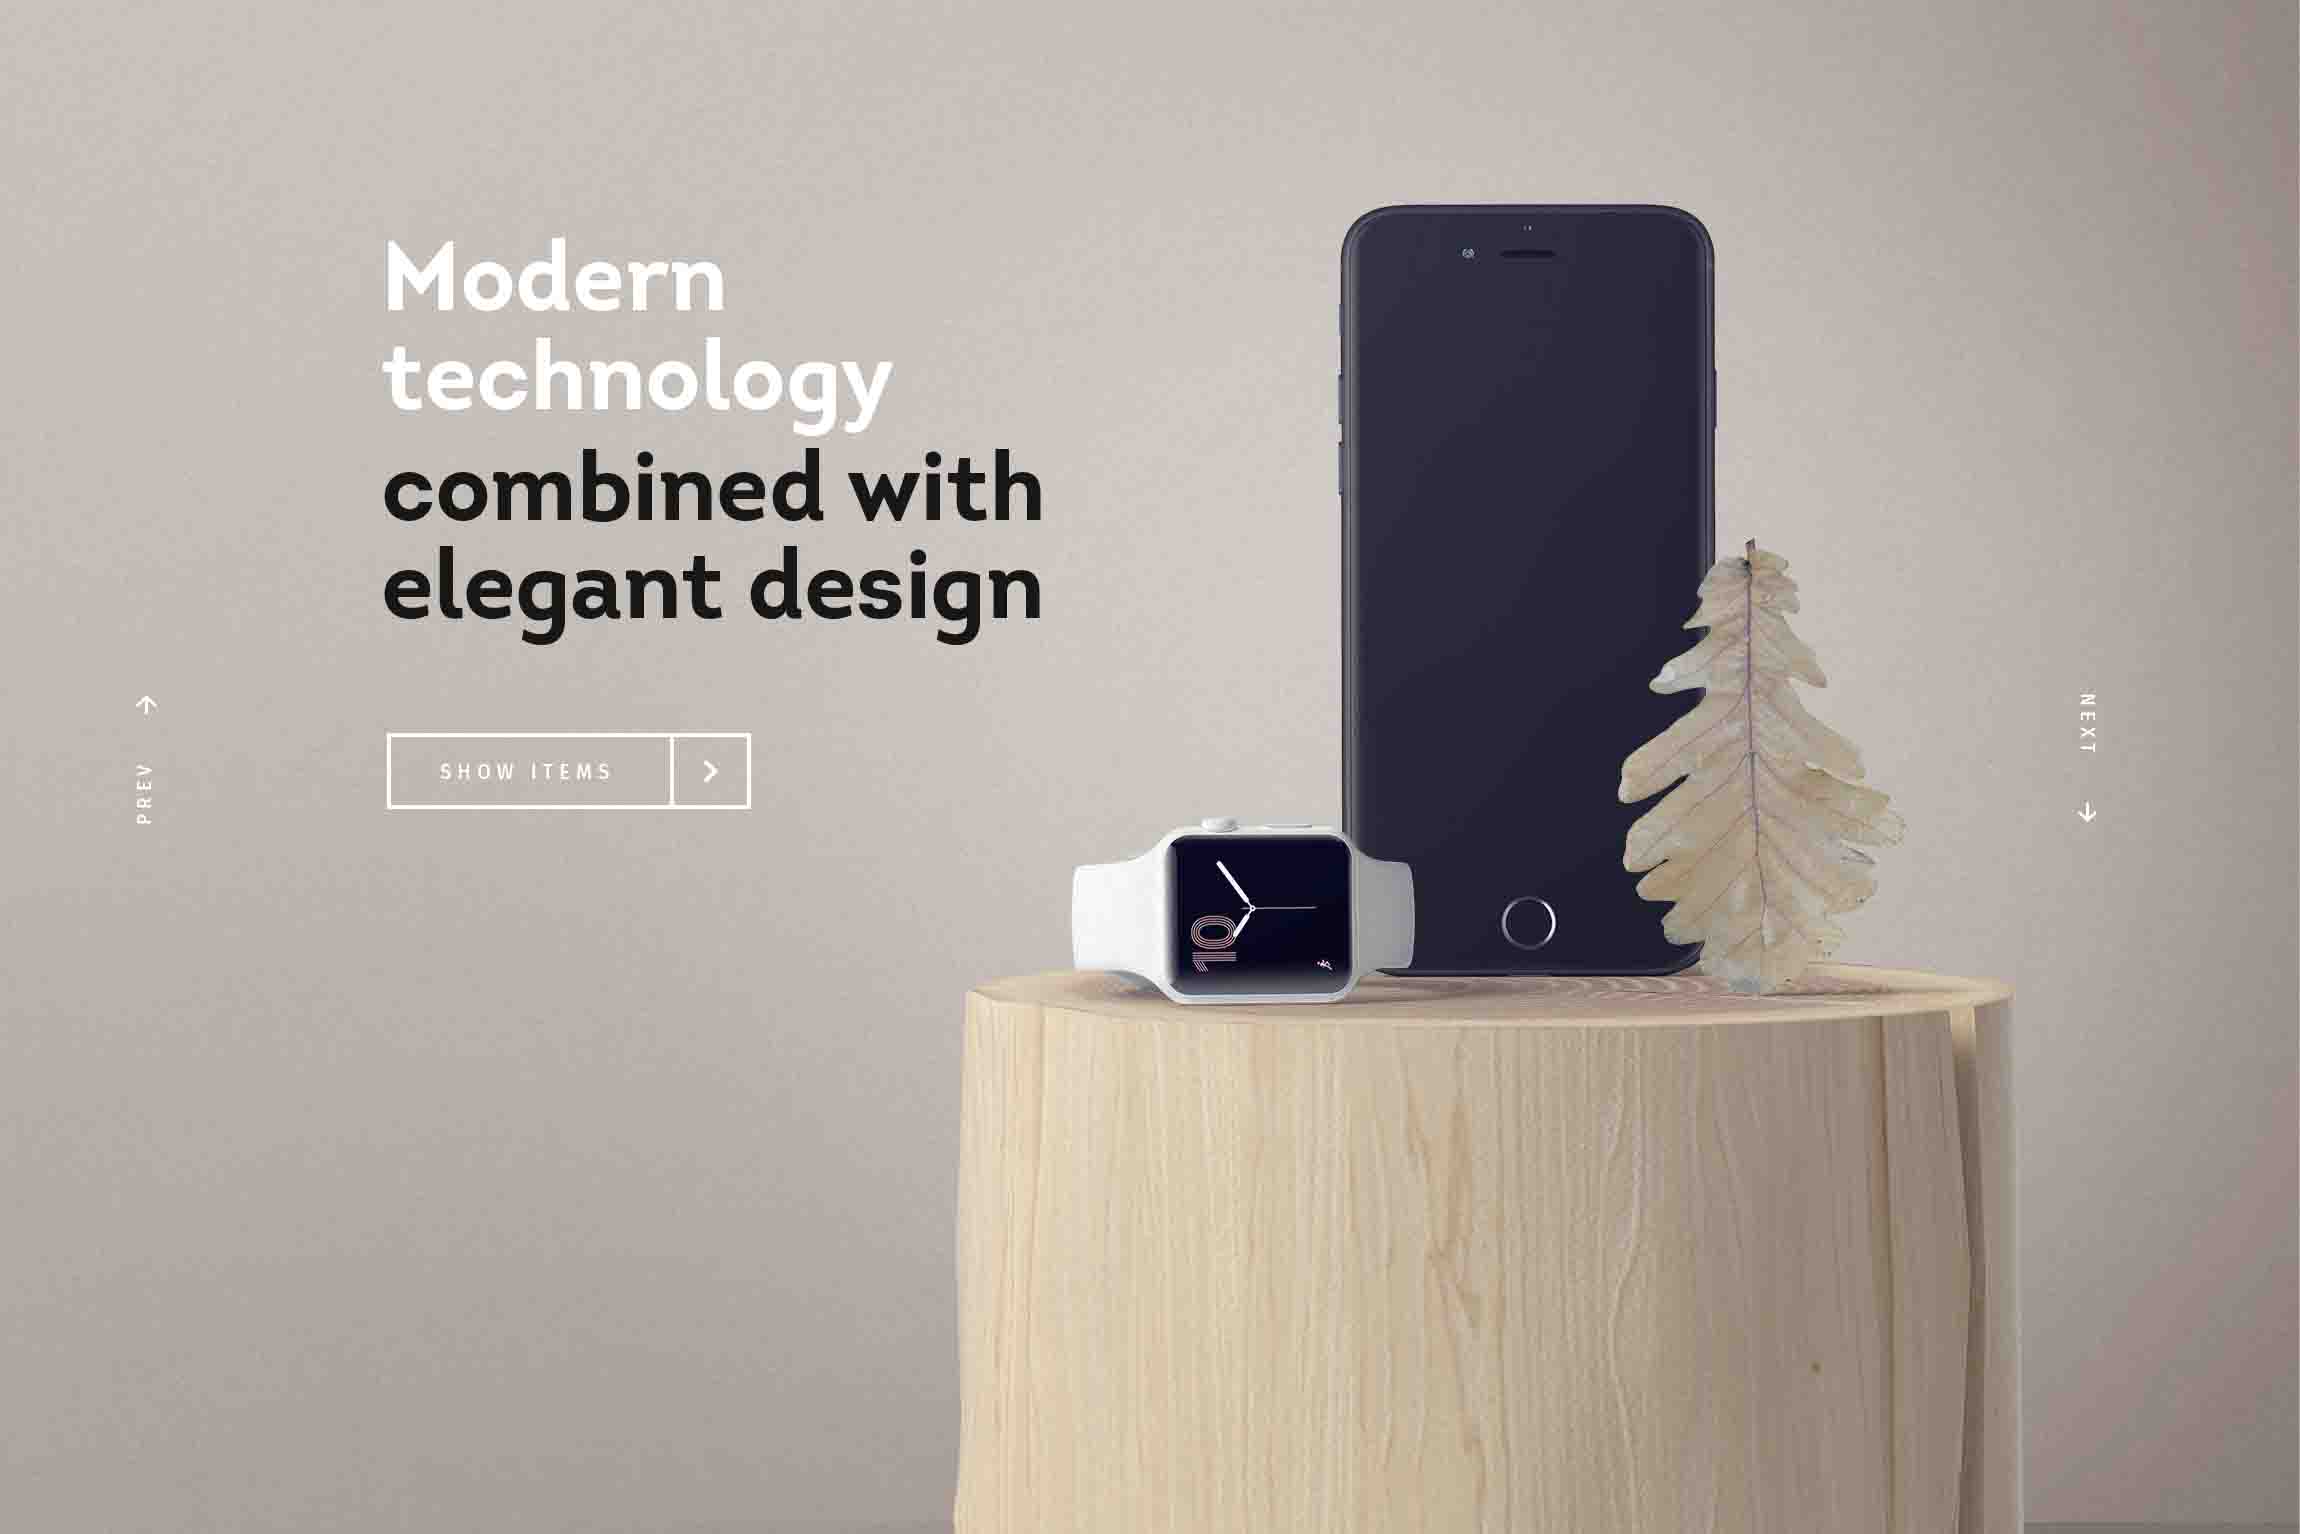 Modern
technology
combined with
elegant design
PREV
SHOW ITEMS
NEXT
10